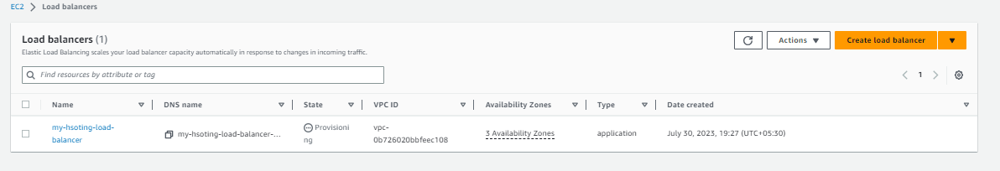 EC2 > Load balancers
Load balancers (1)
Elastic Load Balancing scales your load balancer capacity automatically in response to changes in incoming traffic.
Actions
Create load balancer
Find resources by attribute or tag
1
Name DNS name State VPC ID Availability Zones Type Date created
my-hsoting-load-
balancer
my-hsoting-load-balancer-...
Provisioni
ng
vpc-
0b726020bbfeec108
3 Availability Zones
application
July 30, 2023, 19:27 (UTC+05:30)